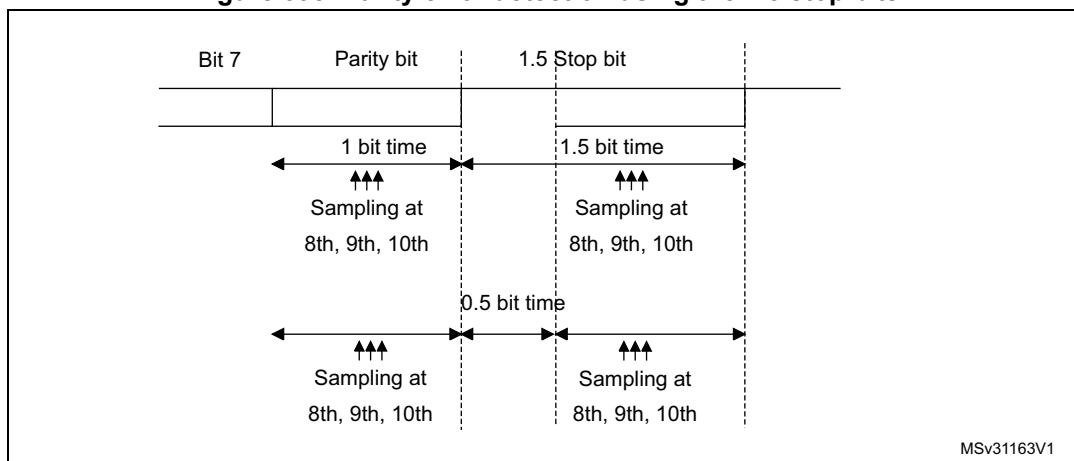 Bit 7 Parity bit 1.5 Stop bit
1 bit time 1.5 bit time
Sampling at Sampling at
8th, 9th, 10th 8th, 9th, 10th
0.5 bit time
Sampling at Sampling at
8th, 9th, 10th 8th, 9th, 10th
MSv31163V1